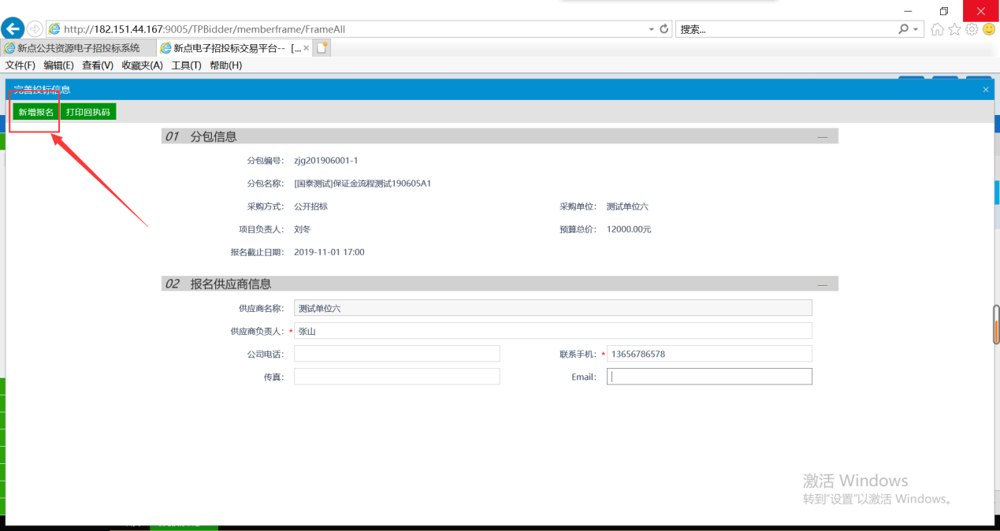 http://182.151.44.167:9005/TPBidder/memberframe/FrameAll
搜索...
新点公共资源电子招投标系统
新点电子招投标交易平台-- [...
文件(F) 编辑(E) 查看(V) 收藏夹(A) 工具(T) 帮助(H)
完善投标信息
新增报名 打印回执码
01 分包信息
分包编号: zjg201906001-1
分包名称: [国泰测试]保证金流程测试190605A1
采购方式: 公开招标 采购单位: 测试单位六
项目负责人: 刘冬 预算总价: 12000.00元
报名截止日期: 2019-11-01 17:00
02 报名供应商信息
供应商名称: 测试单位六
供应商负责人: * 张山
公司电话: 联系手机: * 13656786578
传真: Email:
激活 Windows
转到"设置"以激活 Windows。